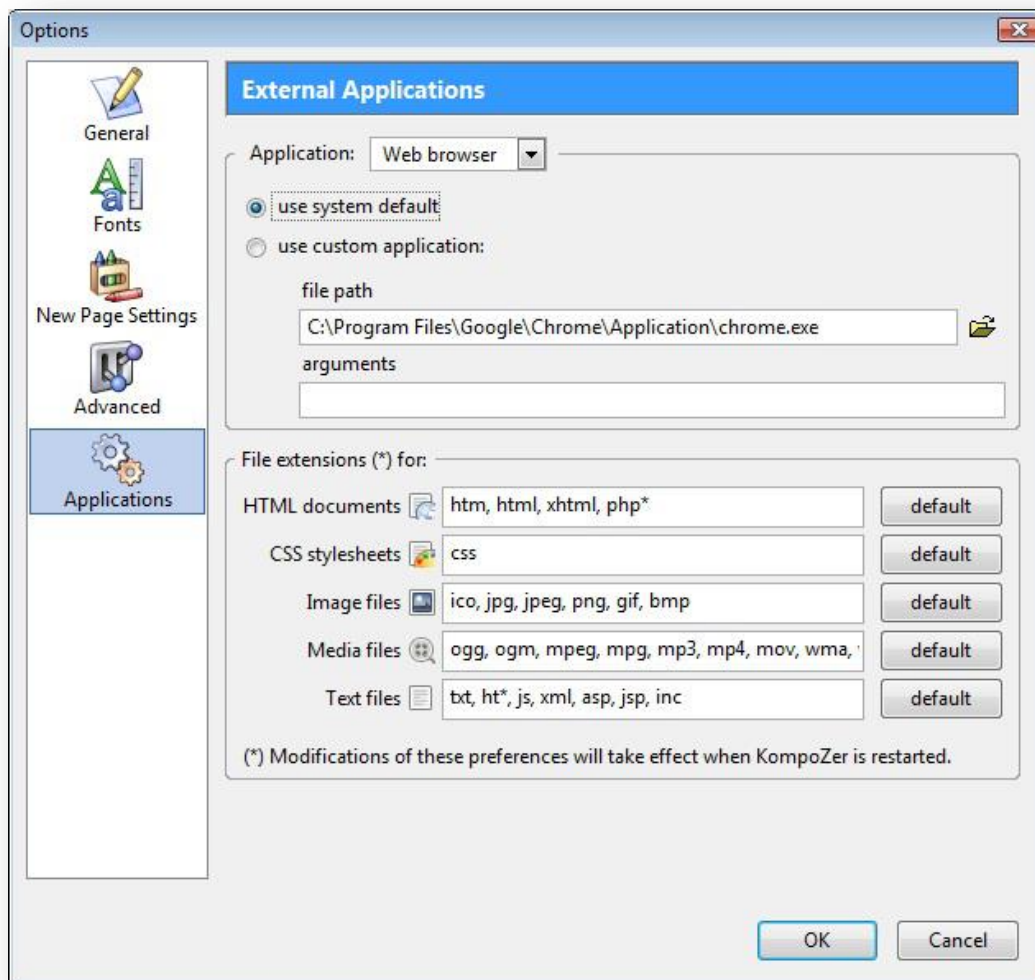 Options
General
Fonts
New Page Settings
Advanced
Applications
External Applications
Application: Web browser
use system default
use custom application:
file path
C:\Program Files\Google\Chrome\Application\chrome.exe
arguments
File extensions (*) for:
HTML documents htm, html, xhtml, php* default
CSS stylesheets css default
Image files ico, jpg, jpeg, png, gif, bmp default
Media files ogg, ogm, mpeg, mpg, mp3, mp4, mov, wma, default
Text files txt, ht*, js, xml, asp, jsp, inc default
(*) Modifications of these preferences will take effect when KompoZer is restarted.
OK Cancel